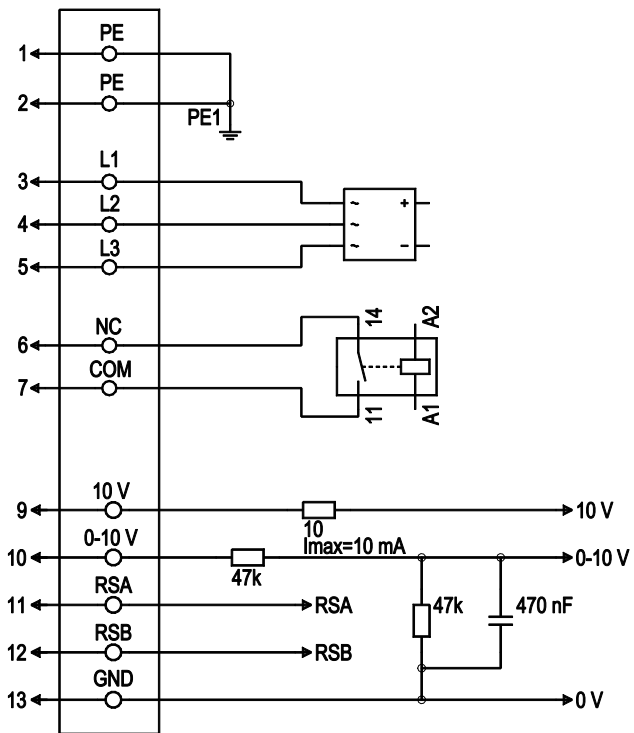 PE
1
PE
2
PE1
L1
3
~ +
L2
4
~
L3
5
~ −
14
A2
NC
6
COM
7
11
A1
10 V
9
10 V
10
Imax=10 mA
0-10 V
10
0-10 V
47k
RSA
11
RSA
47k
470 nF
RSB
12
RSB
GND
13
0 V